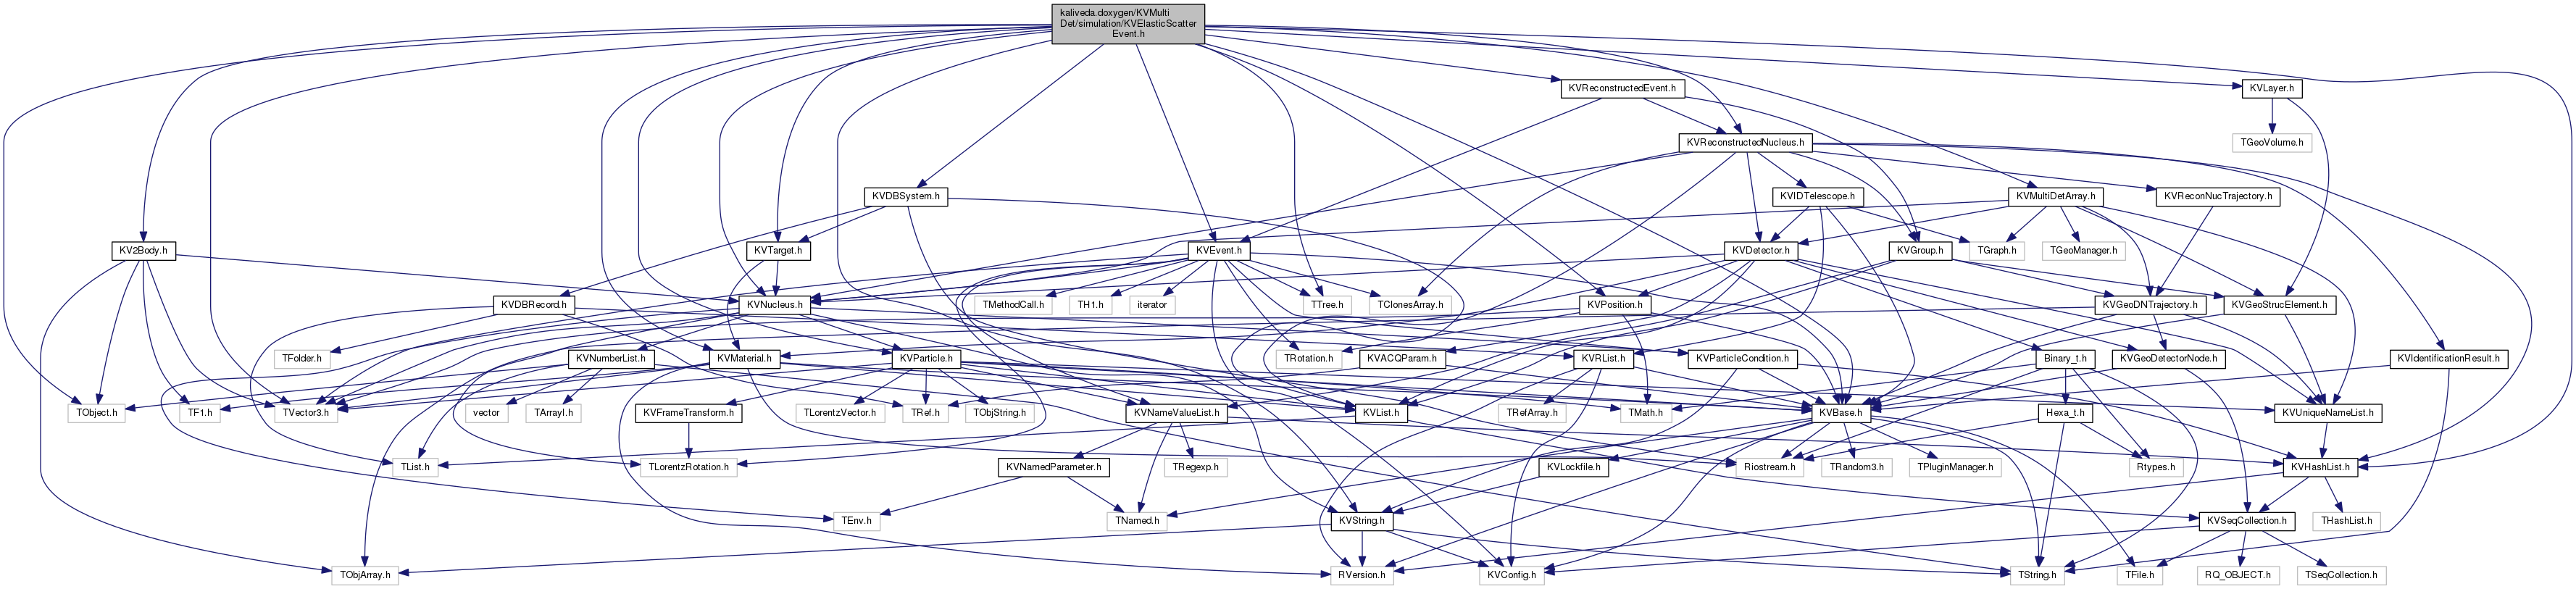 kaliveda.doxygen/KVMulti
Det/simulation/KVElasticScatter
Event.h
KVReconstructedEvent.h
KVLayer.h
KVReconstructedNucleus.h
TGeoVolume.h
KVDBSystem.h
KVIDTelescope.h
KVMultiDetArray.h
KVReconNucTrajectory.h
KV2Body.h
KVTarget.h
KVEvent.h
KVDetector.h
KVGroup.h
TGraph.h
TGeoManager.h
KVDBRecord.h
KVNucleus.h
TMethodCall.h
TH1.h
iterator
TTree.h
TClonesArray.h
KVPosition.h
KVGeoDNTrajectory.h
KVGeoStrucElement.h
TFolder.h
KVNumberList.h
KVMaterial.h
KVParticle.h
TRotation.h
KVACQParam.h
KVRList.h
KVParticleCondition.h
Binary_t.h
KVGeoDetectorNode.h
KVIdentificationResult.h
TObject.h
TF1.h
TVector3.h
vector
TArrayI.h
KVFrameTransform.h
TLorentzVector.h
TRef.h
TObjString.h
KVNameValueList.h
KVList.h
TRefArray.h
TMath.h
KVBase.h
Hexa_t.h
KVUniqueNameList.h
TList.h
TLorentzRotation.h
KVNamedParameter.h
TRegexp.h
KVLockfile.h
Riostream.h
TRandom3.h
TPluginManager.h
Rtypes.h
KVHashList.h
TEnv.h
TNamed.h
KVString.h
KVSeqCollection.h
THashList.h
TObjArray.h
RVersion.h
KVConfig.h
TString.h
TFile.h
RQ_OBJECT.h
TSeqCollection.h